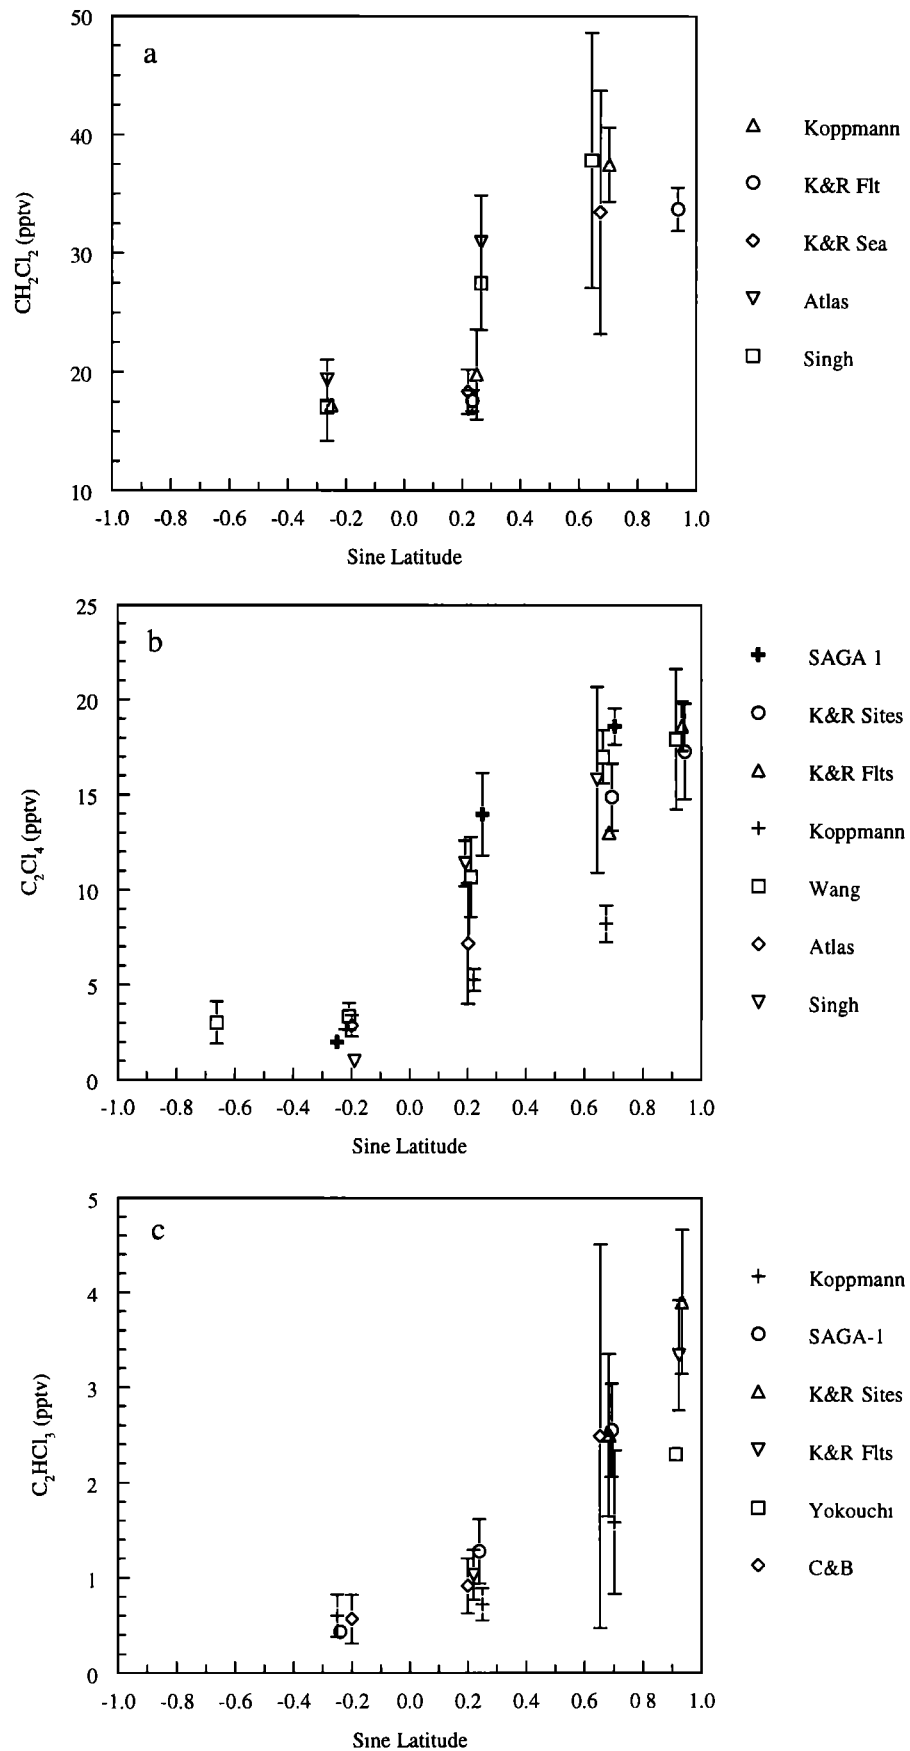 a
50
40
30
20
10
CH2Cl2 (pptv)
-1.0 -0.8 -0.6 -0.4 -0.2 0.0 0.2 0.4 0.6 0.8 1.0
Sine Latitude
Koppmann
K&R Flt
K&R Sea
Atlas
Singh
b
25
20
15
10
5
0
C2Cl4 (pptv)
-1.0 -0.8 -0.6 -0.4 -0.2 0.0 0.2 0.4 0.6 0.8 1.0
Sine Latitude
SAGA 1
K&R Sites
K&R Flts
Koppmann
Wang
Atlas
Singh
c
5
4
3
2
1
0
C2HCl3 (pptv)
-1.0 -0.8 -0.6 -0.4 -0.2 0.0 0.2 0.4 0.6 0 8 1.0
Sine Latitude
Koppmann
SAGA-1
K&R Sites
K&R Flts
Yokouchi
C&B